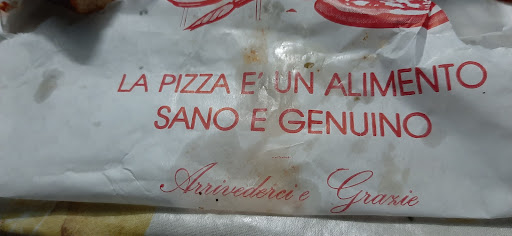 LA PIZZA E' UN ALIMENTO
SANO E GENUINO
Arrivederci e Grazie